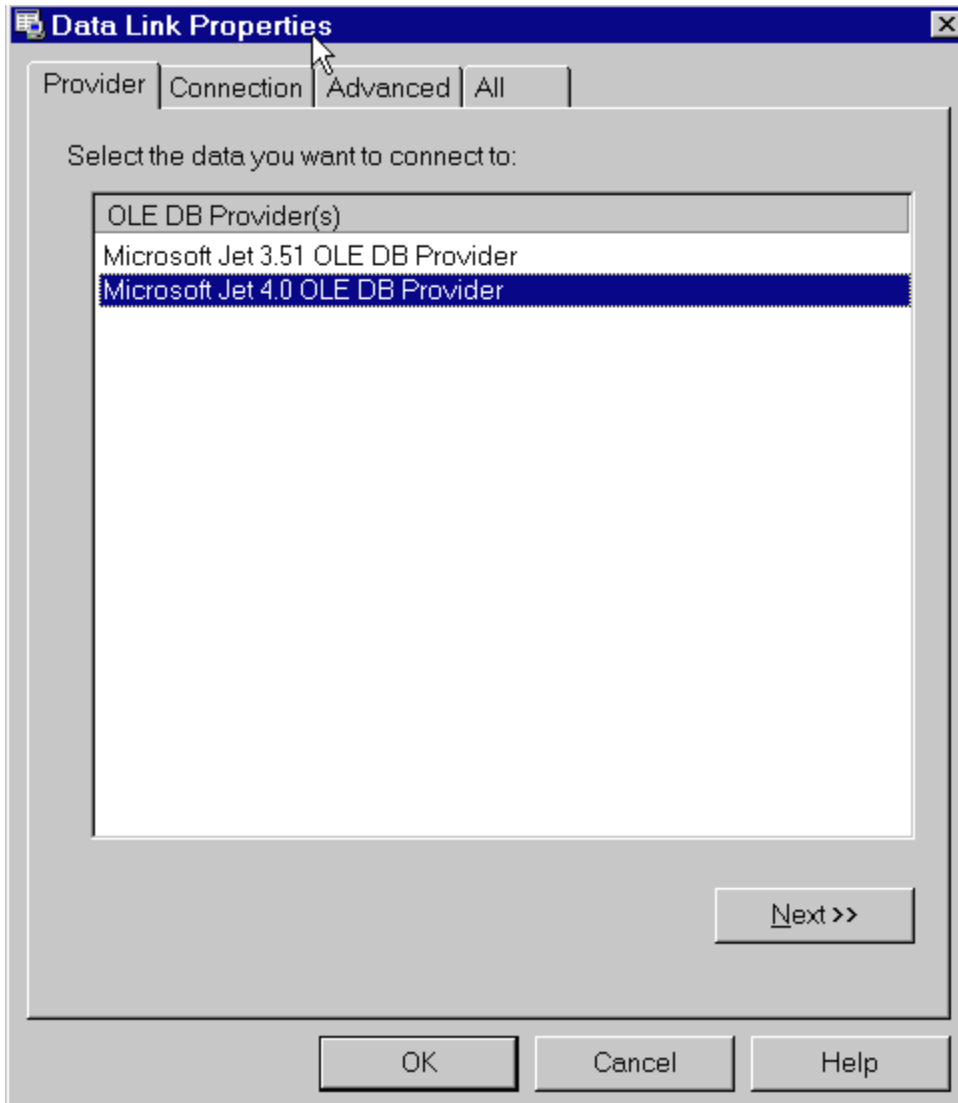 Data Link Properties
Provider Connection Advanced All
Select the data you want to connect to:
OLE DB Provider(s)
Microsoft Jet 3.51 OLE DB Provider
Microsoft Jet 4.0 OLE DB Provider
Next >>
OK Cancel Help